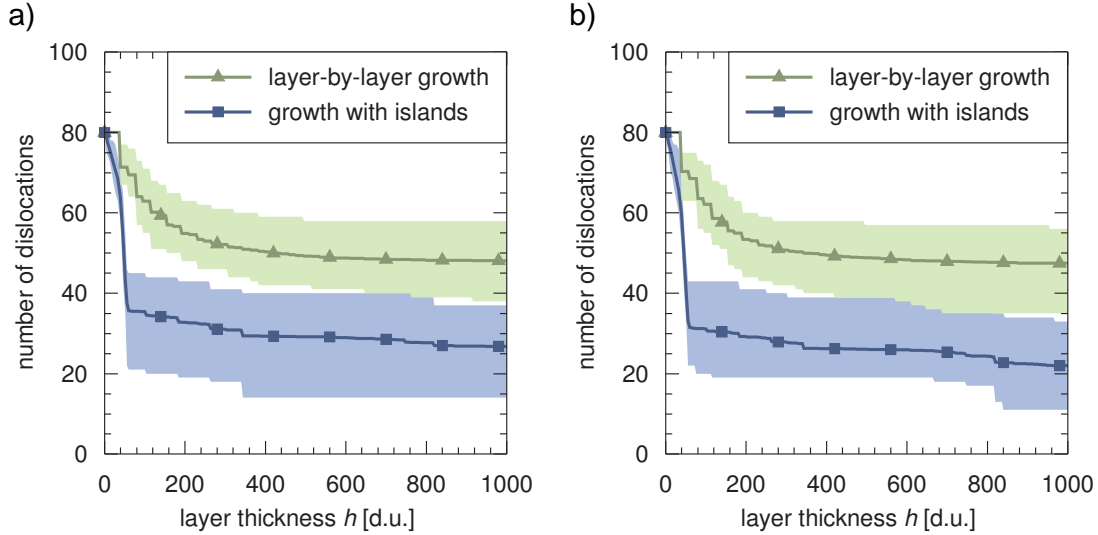 a)
100
80
60
40
20
0
number of dislocations
layer-by-layer growth
growth with islands
0 200 400 600 800 1000
layer thickness h [d.u.]
b)
100
80
60
40
20
0
number of dislocations
layer-by-layer growth
growth with islands
0 200 400 600 800 1000
layer thickness h [d.u.]